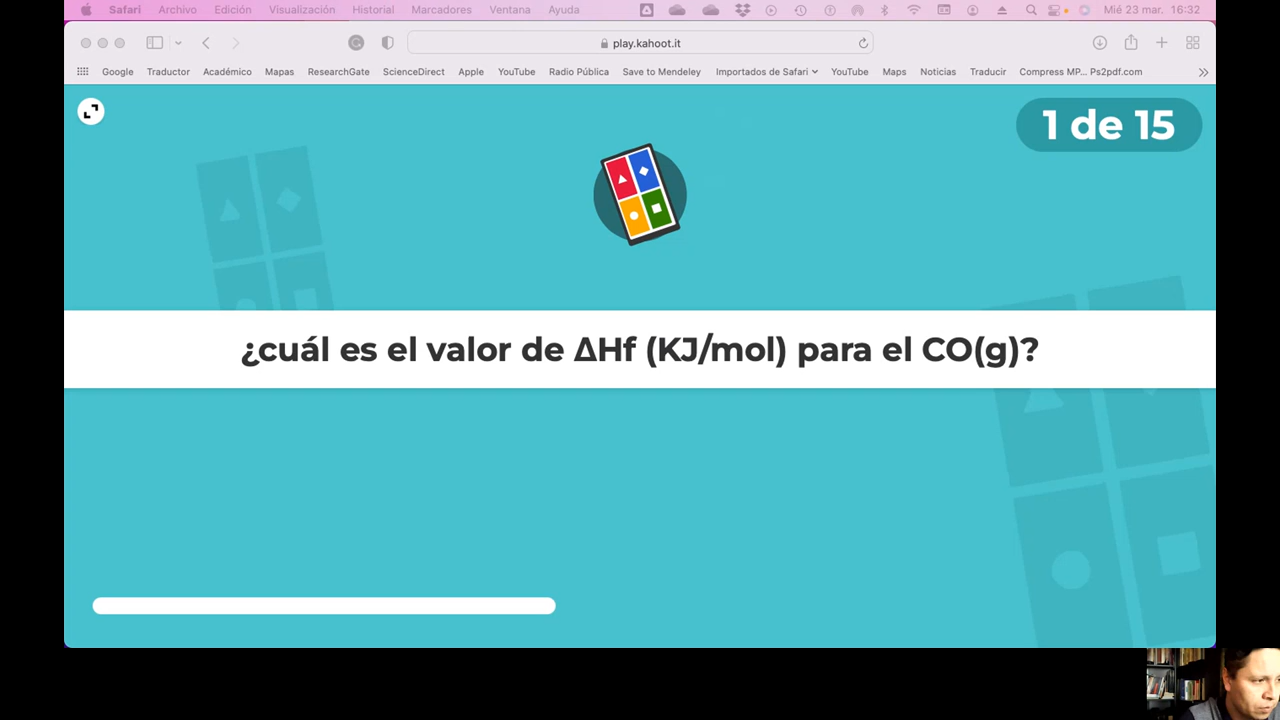 Safari Archivo Edición Visualización Historial Marcadores Ventana Ayuda Mié 23 mar. 16:32
play.kahoot.it
Google Traductor Académico Mapas ResearchGate ScienceDirect Apple YouTube Radio Pública Save to Mendeley Importados de Safari YouTube Maps Noticias Traducir Compress MP... Ps2pdf.com
1 de 15
¿cuál es el valor de ΔHf (KJ/mol) para el CO(g)?